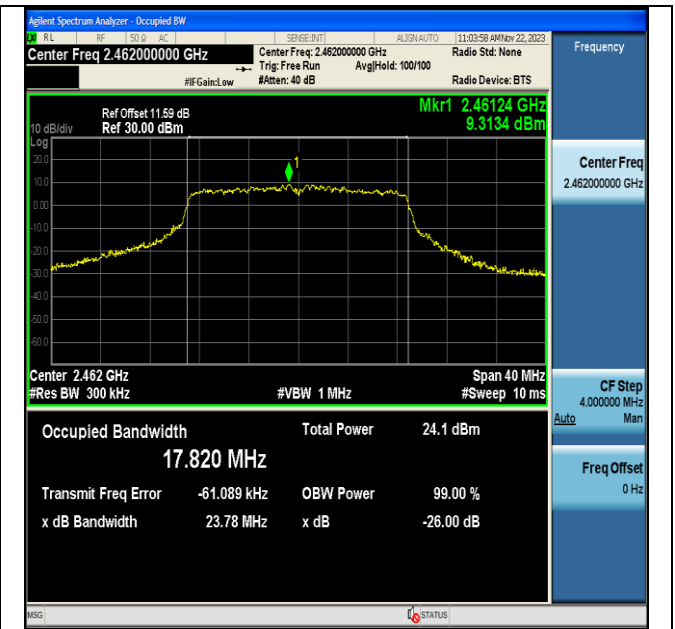 Agilent Spectrum Analyzer - Occupied BW
LXI RL RF 50 Ω AC SENSE:INT ALIGN AUTO 11:03:58 AM Nov 22, 2023
Center Freq 2.462000000 GHz
Center Freq: 2.462000000 GHz Radio Std: None
Trig: Free Run Avg|Hold: 100/100
#IFGain:Low #Atten: 40 dB Radio Device: BTS
Frequency
Mkr1 2.46124 GHz
9.3134 dBm
Ref Offset 11.59 dB
10 dB/div Ref 30.00 dBm
Log
20.0
10.0
0.00
-10.0
-20.0
-30.0
-40.0
-50.0
-60.0
1
Center Freq
2.462000000 GHz
Center 2.462 GHz Span 40 MHz
#Res BW 300 kHz #VBW 1 MHz #Sweep 10 ms
CF Step
4.000000 MHz
Auto Man
Occupied Bandwidth Total Power 24.1 dBm
17.820 MHz
Transmit Freq Error -61.089 kHz OBW Power 99.00 %
x dB Bandwidth 23.78 MHz x dB -26.00 dB
Freq Offset
0 Hz
MSG STATUS